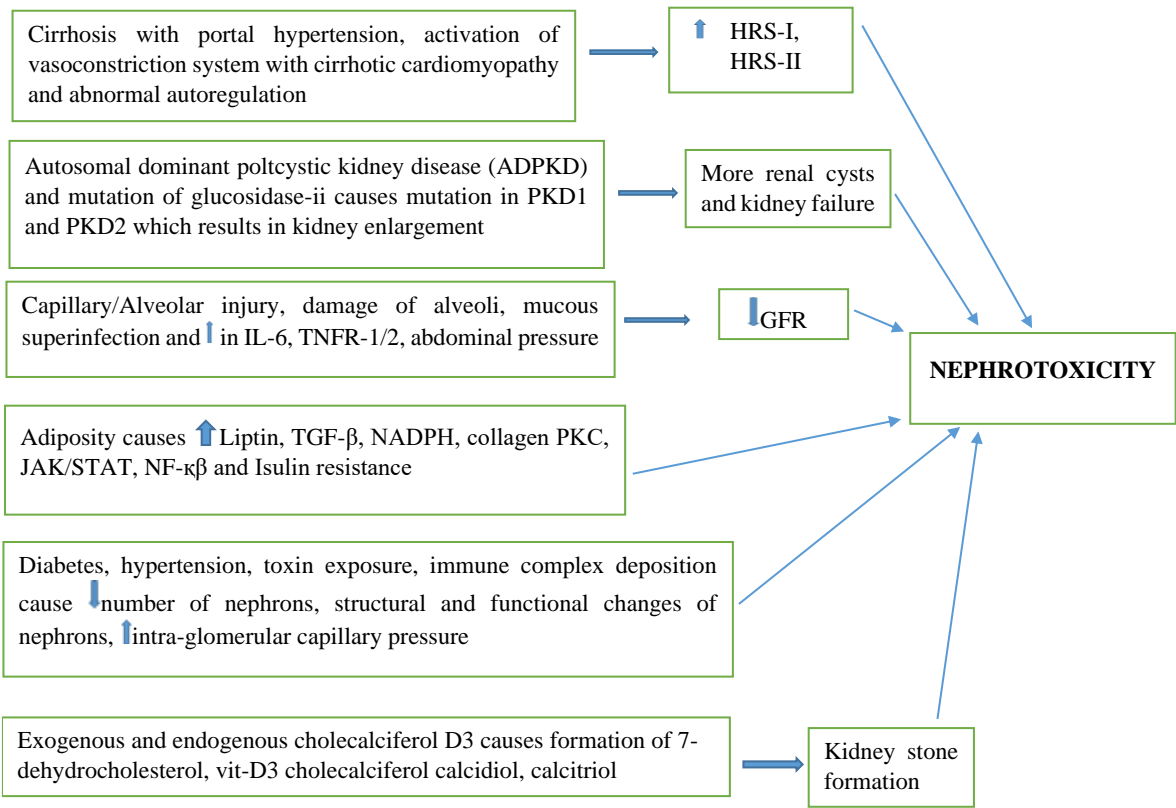 Cirrhosis with portal hypertension, activation of
vasoconstriction system with cirrhotic cardiomyopathy
and abnormal autoregulation
HRS-I,
HRS-II
Autosomal dominant poltcystic kidney disease (ADPKD)
and mutation of glucosidase-ii causes mutation in PKD1
and PKD2 which results in kidney enlargement
More renal cysts
and kidney failure
Capillary/Alveolar injury, damage of alveoli, mucous
superinfection and in IL-6, TNFR-1/2, abdominal pressure
GFR
NEPHROTOXICITY
Adiposity causes Liptin, TGF-β, NADPH, collagen PKC,
JAK/STAT, NF-κβ and Isulin resistance
Diabetes, hypertension, toxin exposure, immune complex deposition
cause number of nephrons, structural and functional changes of
nephrons, intra-glomerular capillary pressure
Exogenous and endogenous cholecalciferol D3 causes formation of 7-
dehydrocholesterol, vit-D3 cholecalciferol calcidiol, calcitriol
Kidney stone
formation